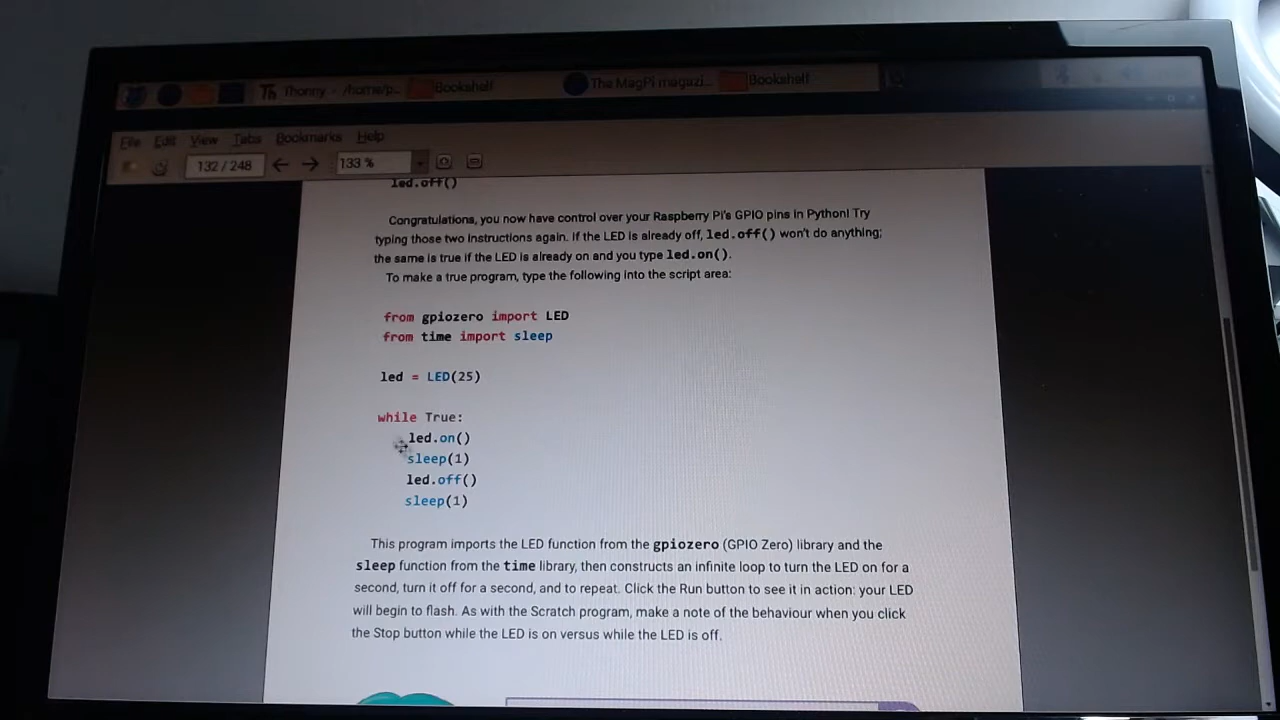 Thonny - /home/p...
Bookshelf
The MagPi magazi...
Bookshelf
File Edit View Tabs Bookmarks Help
132 / 248
133 %
led.off()
Congratulations, you now have control over your Raspberry Pi's GPIO pins in Python! Try
typing those two instructions again. If the LED is already off, led.off() won't do anything;
the same is true if the LED is already on and you type led.on().
To make a true program, type the following into the script area:
from gpiozero import LED
from time import sleep
led = LED(25)
while True:
led.on()
sleep(1)
led.off()
sleep(1)
This program imports the LED function from the gpiozero (GPIO Zero) library and the
sleep function from the time library, then constructs an infinite loop to turn the LED on for a
second, turn it off for a second, and to repeat. Click the Run button to see it in action: your LED
will begin to flash. As with the Scratch program, make a note of the behaviour when you click
the Stop button while the LED is on versus while the LED is off.